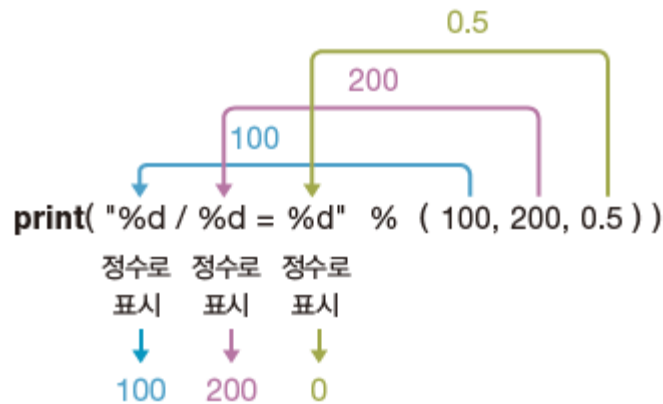 0.5
200
100
print( "%d / %d = %d" % ( 100, 200, 0.5 ) )
정수로 정수로 정수로
표시 표시 표시
100 200 0